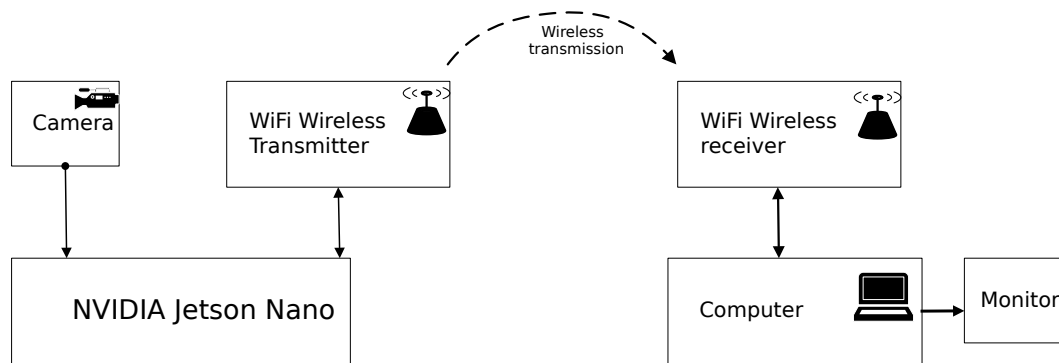 Wireless
transmission
Camera
WiFi Wireless
Transmitter
WiFi Wireless
receiver
NVIDIA Jetson Nano
Computer
Monitor